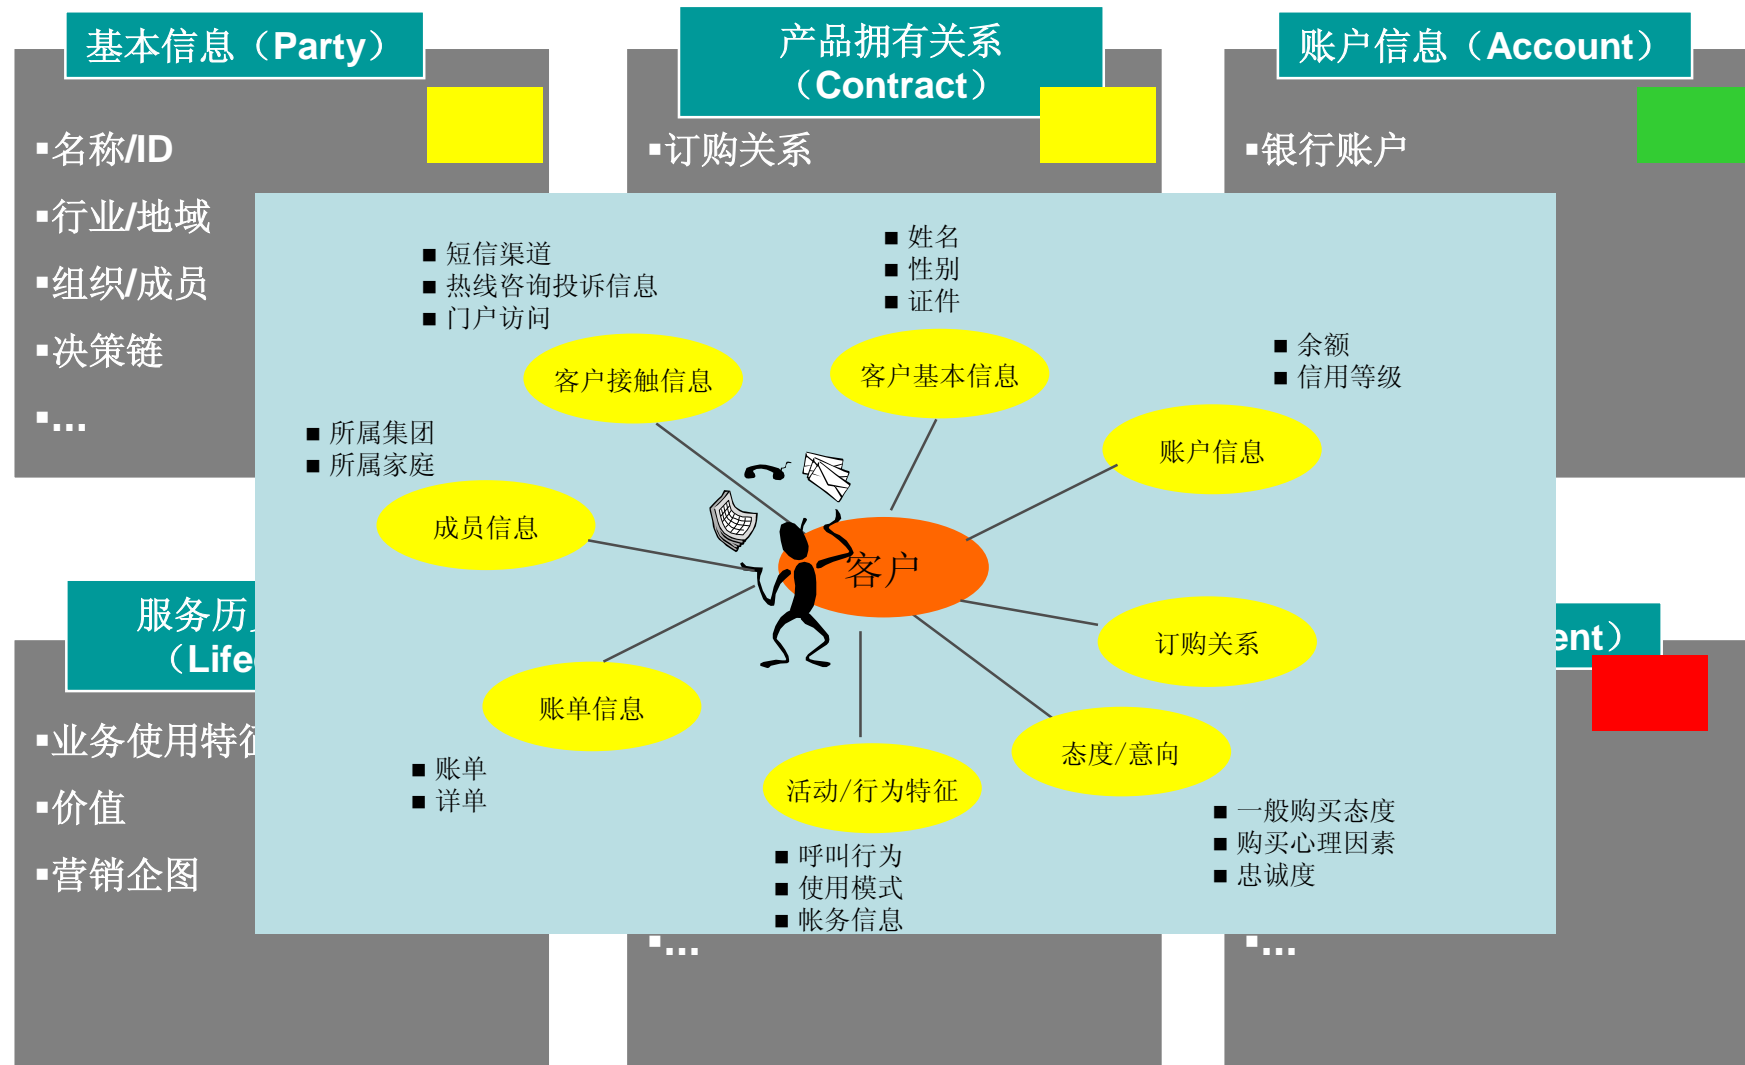 基本信息（Party）
▪名称/ID
▪行业/地域
▪组织/成员
▪决策链
▪...
产品拥有关系
（Contract）
▪订购关系
账户信息（Account）
▪银行账户
■ 短信渠道
■ 热线咨询投诉信息
■ 门户访问
客户接触信息
■ 姓名
■ 性别
■ 证件
客户基本信息
■ 余额
■ 信用等级
账户信息
■ 所属集团
■ 所属家庭
成员信息
客户
订购关系
账单信息
■ 账单
■ 详单
活动/行为特征
■ 呼叫行为
■ 使用模式
■ 帐务信息
态度/意向
■ 一般购买态度
■ 购买心理因素
■ 忠诚度
服务历
（Life
▪业务使用特征
▪价值
▪营销企图
▪...
ent）
▪...